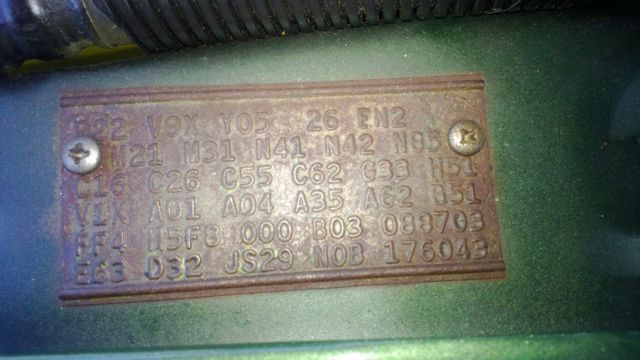 V9X Y05 26 EN2
M21 M31 N41 N42 N85
C16 C26 C55 C62 G33 H51
V1X A01 A04 A35 A62 B51
FF4 H5F8 000 B03 088703
E63 D32 JS29 N0B 176043